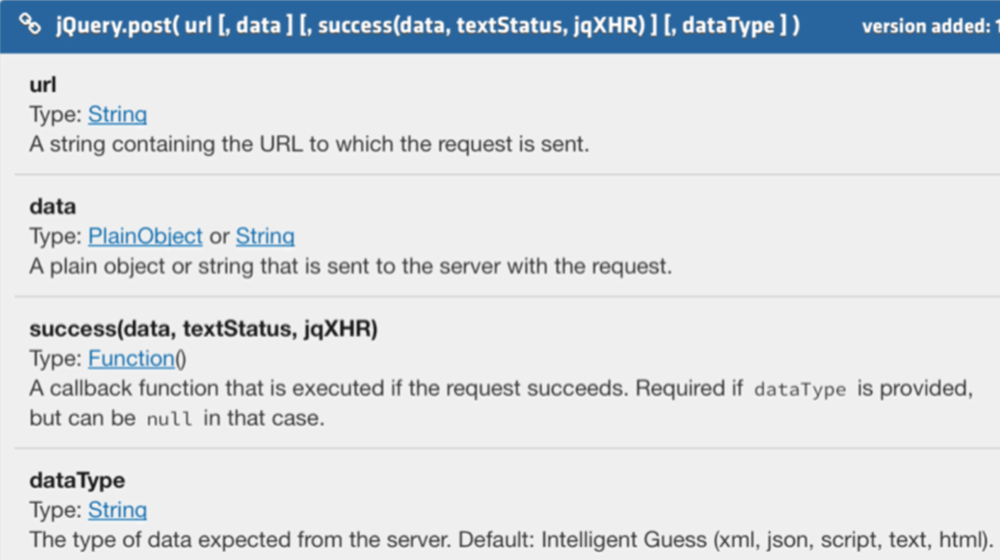 jQuery.post( url [, data ] [, success(data, textStatus, jqXHR) ] [, dataType ] ) version added: 1
url
Type: String
A string containing the URL to which the request is sent.
data
Type: PlainObject or String
A plain object or string that is sent to the server with the request.
success(data, textStatus, jqXHR)
Type: Function()
A callback function that is executed if the request succeeds. Required if dataType is provided,
but can be null in that case.
dataType
Type: String
The type of data expected from the server. Default: Intelligent Guess (xml, json, script, text, html).